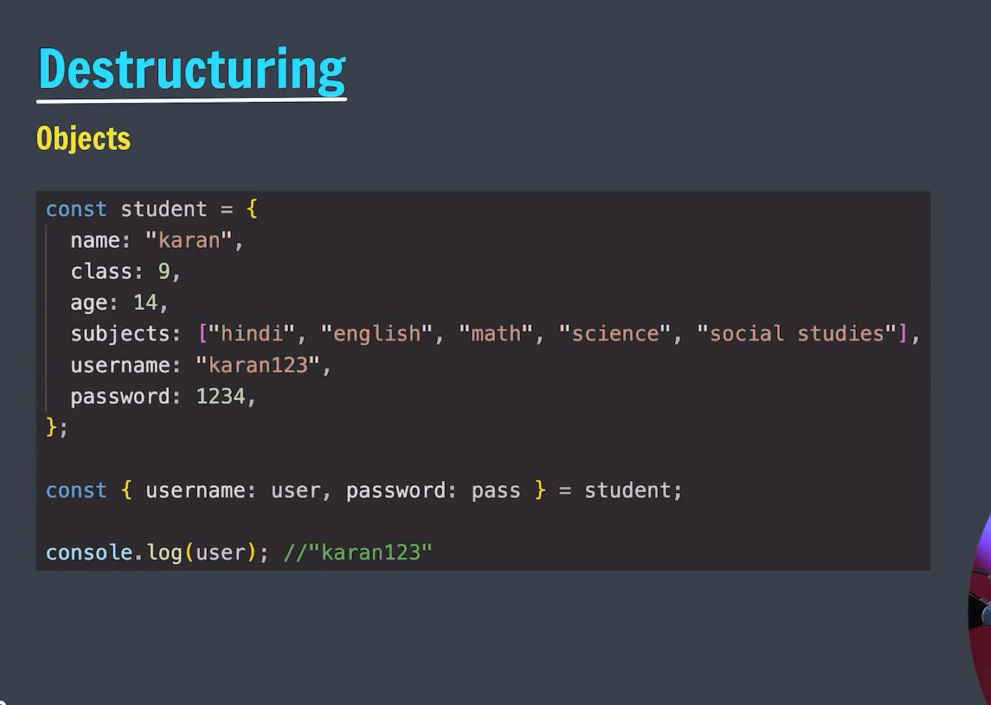 Destructuring
Objects
const student = {
  name: "karan",
  class: 9,
  age: 14,
  subjects: ["hindi", "english", "math", "science", "social studies"],
  username: "karan123",
  password: 1234,
};
const { username: user, password: pass } = student;
console.log(user); //"karan123"